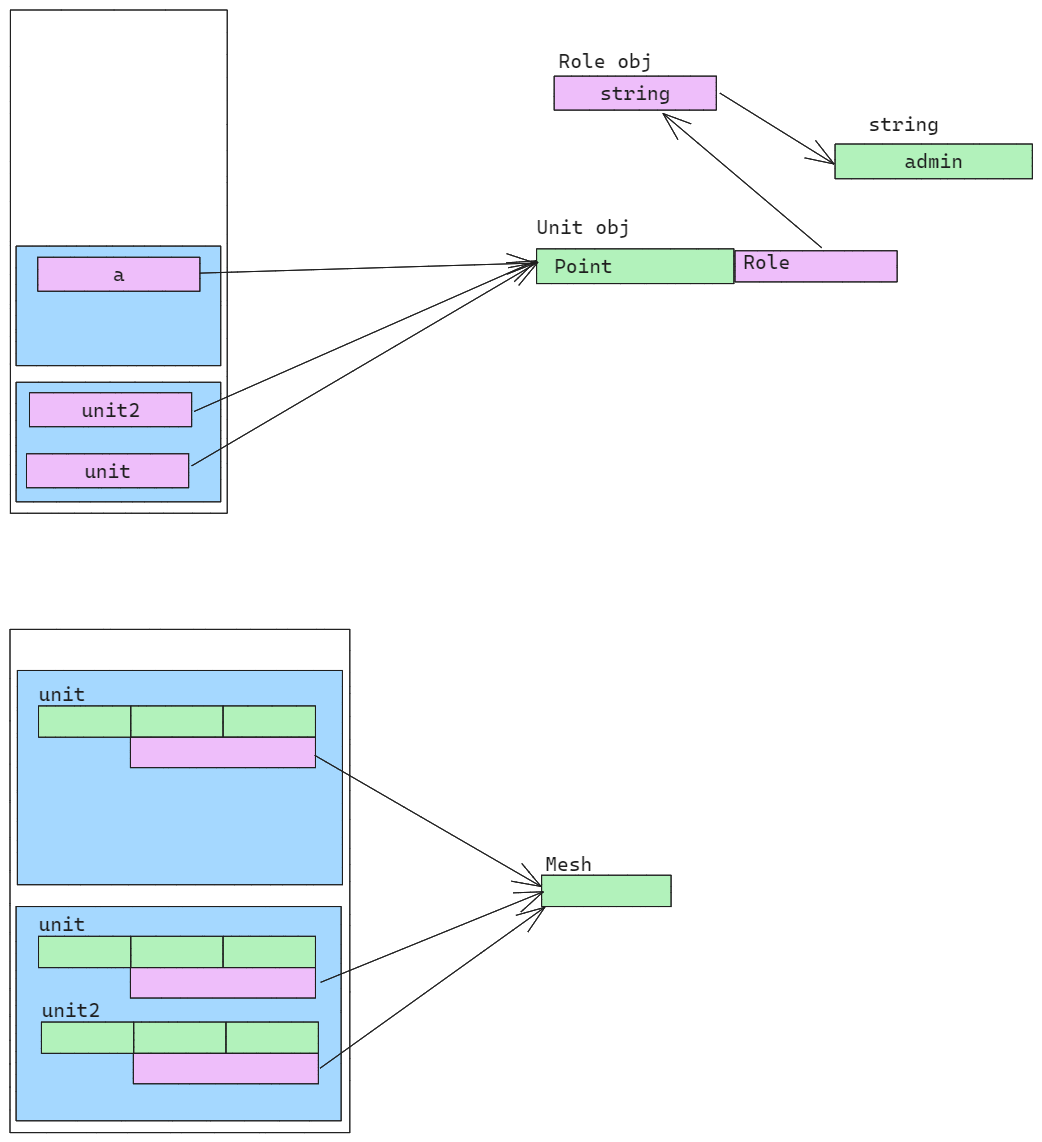 Role obj
string
string
admin
Unit obj
Point
Role
a
unit2
unit
unit
Mesh
unit
unit2